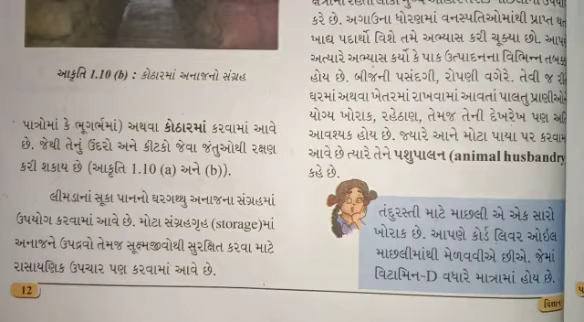 આકૃતિ 1.10 (b) : કોઠારમાં અનાજનો સંગ્રહ
પાત્રોમાં કે ભૂગર્ભમાં) અથવા કોઠારમાં કરવામાં આવે
છે. જેથી તેનું ઉંદરો અને કીટકો જેવા જંતુઓથી રક્ષણ
કરી શકાય છે (આકૃતિ 1.10 (a) અને (b)).
લીમડાનાં સૂકા પાનનો ઘરગથ્થુ અનાજના સંગ્રહમાં
ઉપયોગ કરવામાં આવે છે. મોટા સંગ્રહગૃહ (storage)માં
અનાજને ઉપદ્રવો તેમજ સૂક્ષ્મજીવોથી સુરક્ષિત કરવા માટે
રાસાયણિક ઉપચાર પણ કરવામાં આવે છે.
12
કરે છે. અગાઉના ધોરણમાં વનસ્પતિઓમાંથી પ્રાપ્ત થત
ખાદ્ય પદાર્થો વિશે તમે અભ્યાસ કરી ચૂક્યા છો. આપણે
અત્યારે અભ્યાસ કર્યો કે પાક ઉત્પાદનના વિભિન્ન
હોય છે. બીજની પસંદગી, રોપણી વગેરે. તેવી જ
ઘરમાં અથવા ખેતરમાં રાખવામાં આવતાં પાલતુ પ્રાણીઓને
યોગ્ય ખોરાક, રહેઠાણ, તેમજ તેની દેખરેખ પણ
આવશ્યક હોય છે. જ્યારે આને મોટા પાયા પર કરવામાં
આવે છે ત્યારે તેને પશુપાલન (animal husbandry
કહે છે.
તંદુરસ્તી માટે માછલી એ એક સારો
ખોરાક છે. આપણે કોર્ડ લિવર ઓઇલ
માછલીમાંથી મેળવવીએ છીએ. જેમાં
વિટામિન-D વધારે માત્રામાં હોય છે.